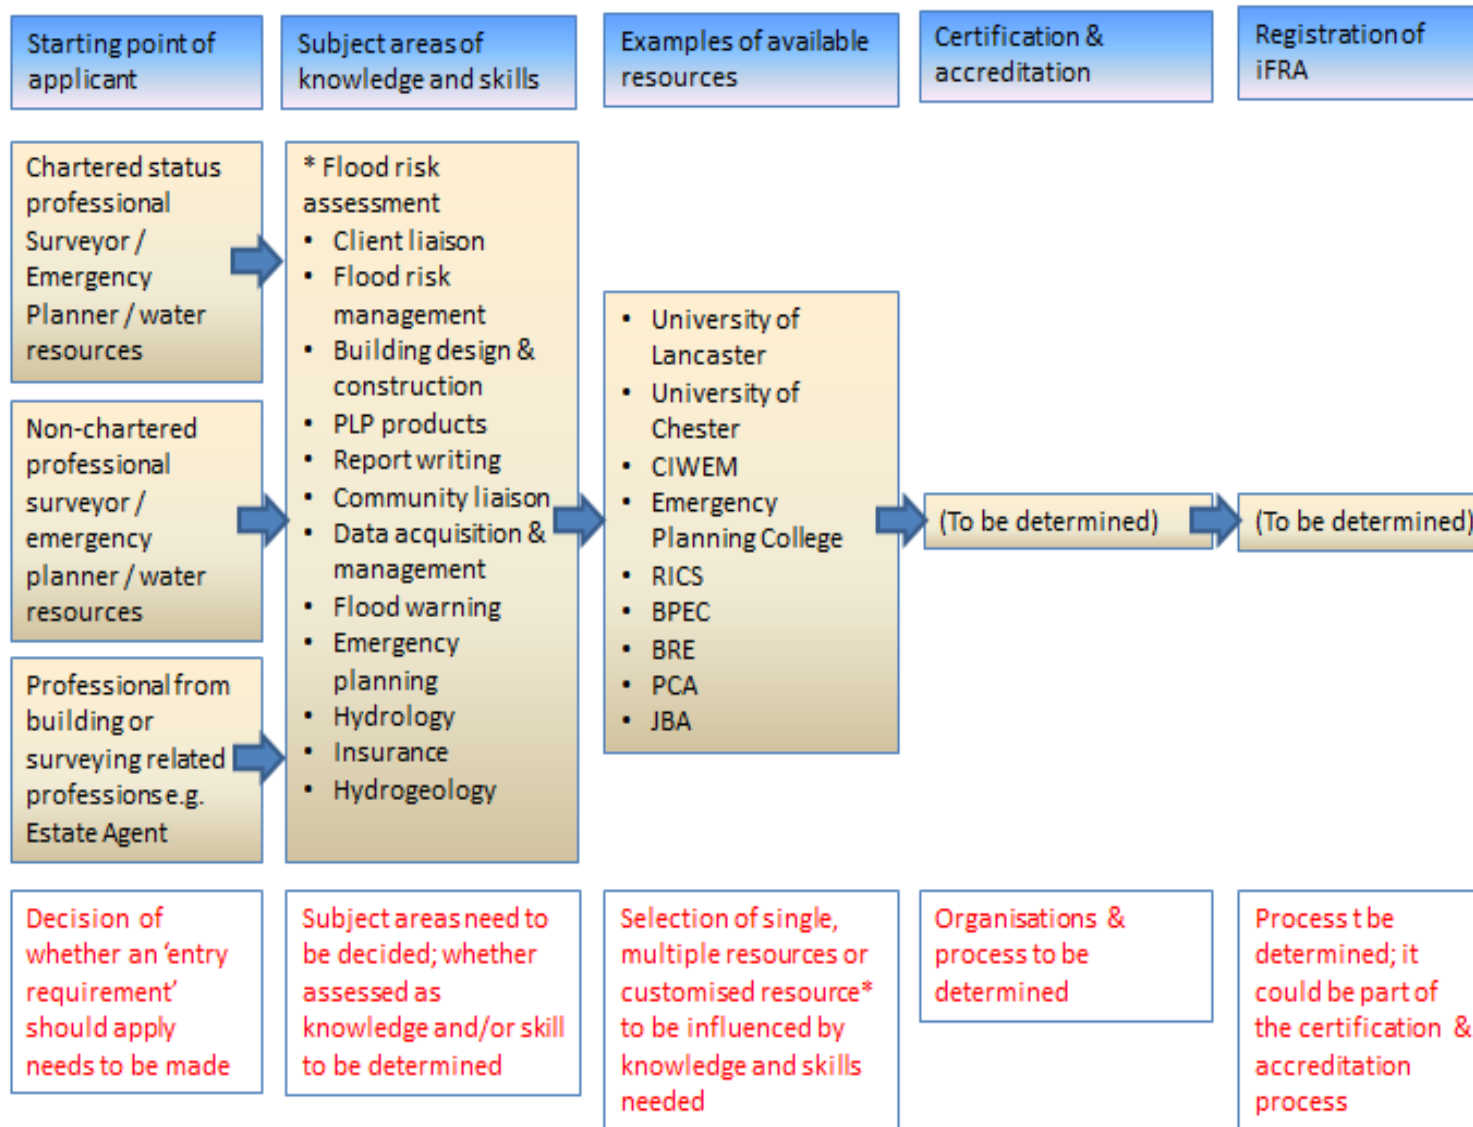 Starting point of
applicant
Subject areas of
knowledge and skills
Examples of available
resources
Certification &
accreditation
Registration of
iFRA
Chartered status
professional
Surveyor /
Emergency
Planner / water
resources
Non-chartered
professional
surveyor /
emergency
planner / water
resources
Professional from
building or
surveying related
professions e.g.
Estate Agent
* Flood risk
assessment
• Client liaison
• Flood risk
management
• Building design &
construction
• PLP products
• Report writing
• Community liaison
• Data acquisition &
management
• Flood warning
• Emergency
planning
• Hydrology
• Insurance
• Hydrogeology
• University of
Lancaster
• University of
Chester
• CIWEM
• Emergency
Planning College
• RICS
• BPEC
• BRE
• PCA
• JBA
(To be determined)
(To be determined)
Decision of
whether an ‘entry
requirement’
should apply
needs to be made
Subject areas need to
be decided; whether
assessed as
knowledge and/or skill
to be determined
Selection of single,
multiple resources or
customised resource*
to be influenced by
knowledge and skills
needed
Organisations &
process to be
determined
Process t be
determined; it
could be part of
the certification &
accreditation
process